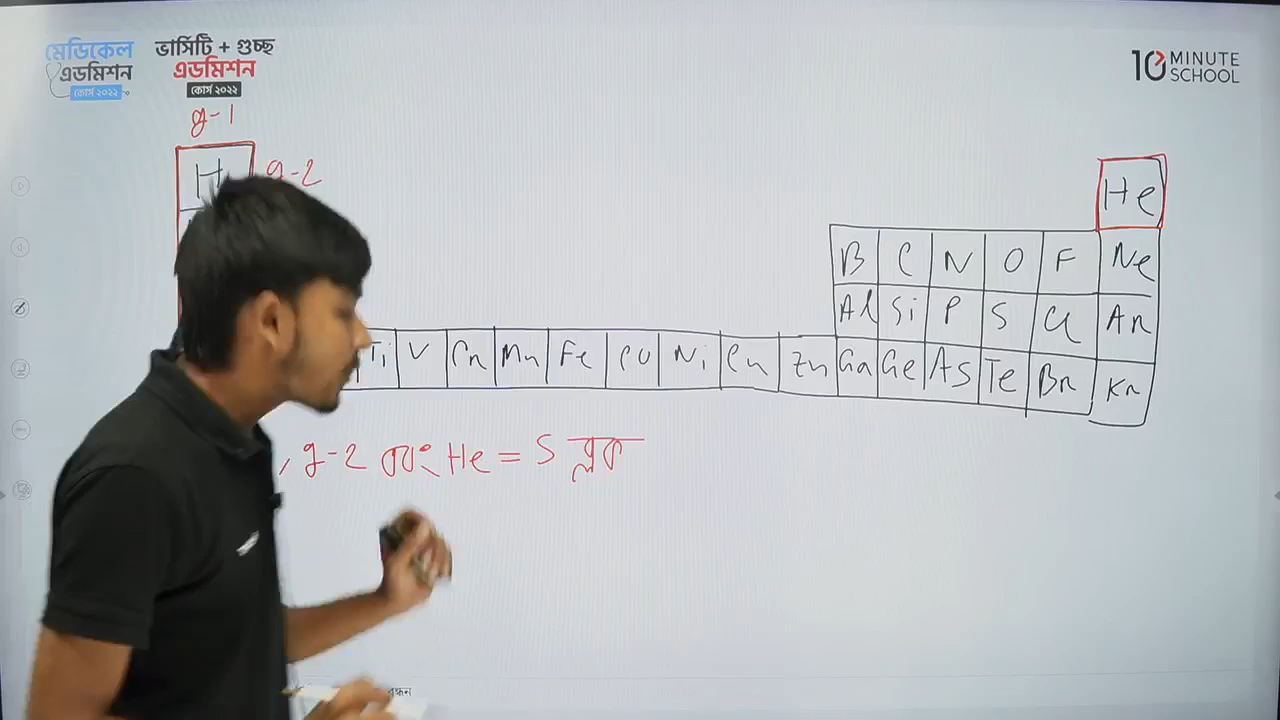 মেডিকেল
এডমিশন
কোর্স ২০২২
ভার্সিটি + গুচ্ছ
এডমিশন
কোর্স ২০২২
10 MINUTE
SCHOOL
g-1
H g-2
He
B C N O F Ne
Al Si P S Cl Ar
Ti V Cr Mn Fe CO Ni Cu Zn Ga Ge As Te Br Kr
, g-2 এবং He = S ব্লক